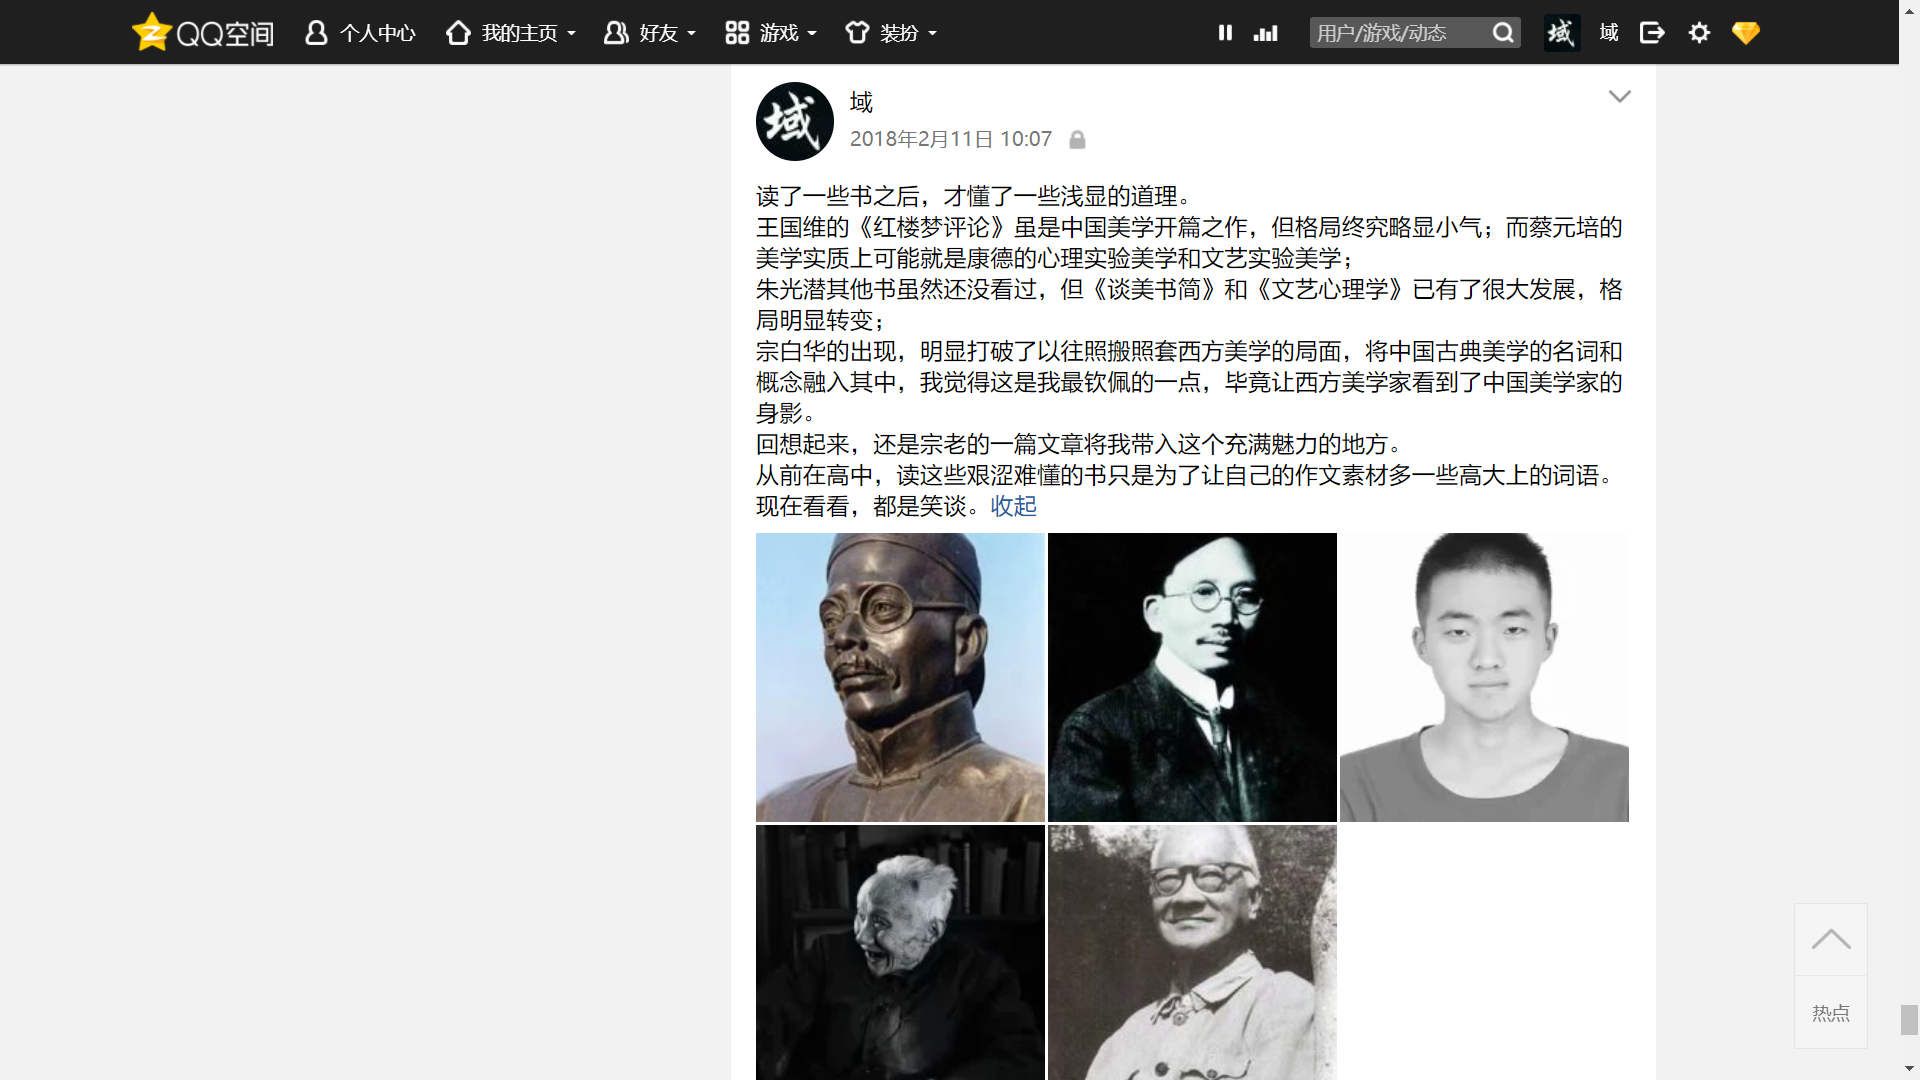 QQ空间 个人中心 我的主页 好友 游戏 装扮 用户/游戏/动态 域 域
域
域
2018年2月11日 10:07
读了一些书之后，才懂了一些浅显的道理。
王国维的《红楼梦评论》虽是中国美学开篇之作，但格局终究略显小气；而蔡元培的
美学实质上可能就是康德的心理实验美学和文艺实验美学；
朱光潜其他书虽然还没看过，但《谈美书简》和《文艺心理学》已有了很大发展，格
局明显转变；
宗白华的出现，明显打破了以往照搬照套西方美学的局面，将中国古典美学的名词和
概念融入其中，我觉得这是我最钦佩的一点，毕竟让西方美学家看到了中国美学家的
身影。
回想起来，还是宗老的一篇文章将我带入这个充满魅力的地方。
从前在高中，读这些艰涩难懂的书只是为了让自己的作文素材多一些高大上的词语。
现在看看，都是笑谈。收起
热点